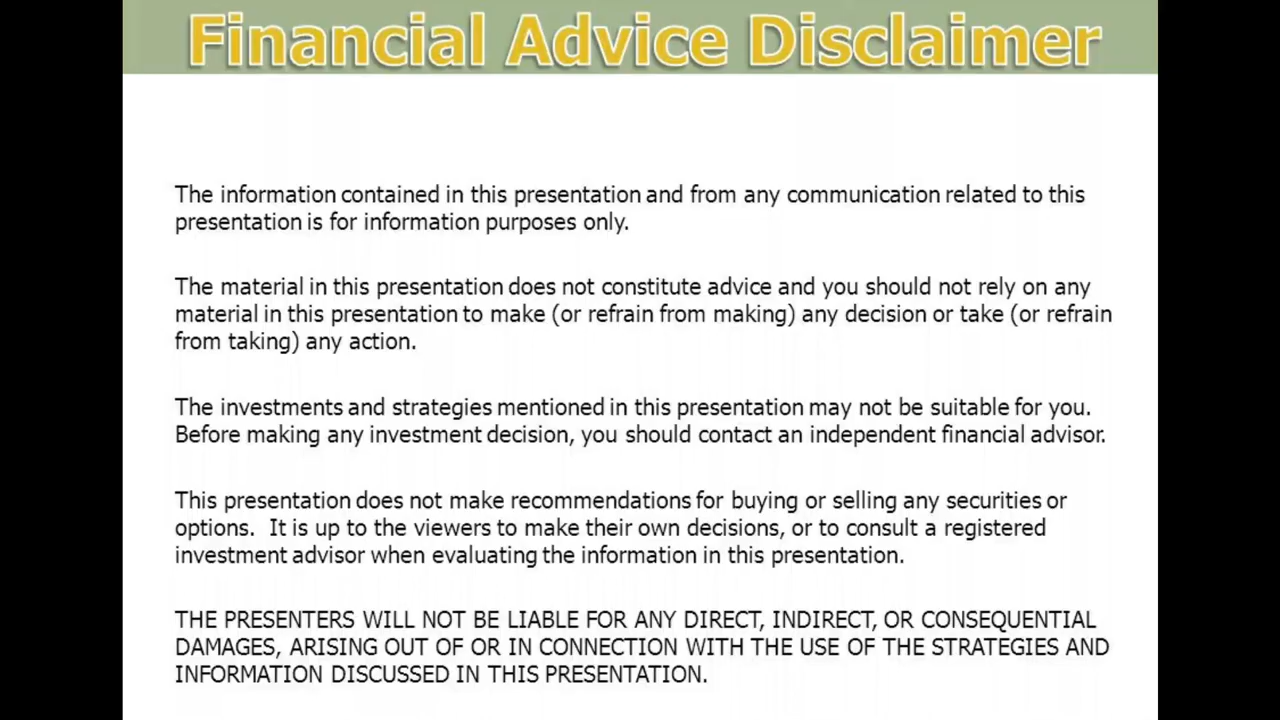 Financial Advice Disclaimer
The information contained in this presentation and from any communication related to this
presentation is for information purposes only.
The material in this presentation does not constitute advice and you should not rely on any
material in this presentation to make (or refrain from making) any decision or take (or refrain
from taking) any action.
The investments and strategies mentioned in this presentation may not be suitable for you.
Before making any investment decision, you should contact an independent financial advisor.
This presentation does not make recommendations for buying or selling any securities or
options.  It is up to the viewers to make their own decisions, or to consult a registered
investment advisor when evaluating the information in this presentation.
THE PRESENTERS WILL NOT BE LIABLE FOR ANY DIRECT, INDIRECT, OR CONSEQUENTIAL
DAMAGES, ARISING OUT OF OR IN CONNECTION WITH THE USE OF THE STRATEGIES AND
INFORMATION DISCUSSED IN THIS PRESENTATION.